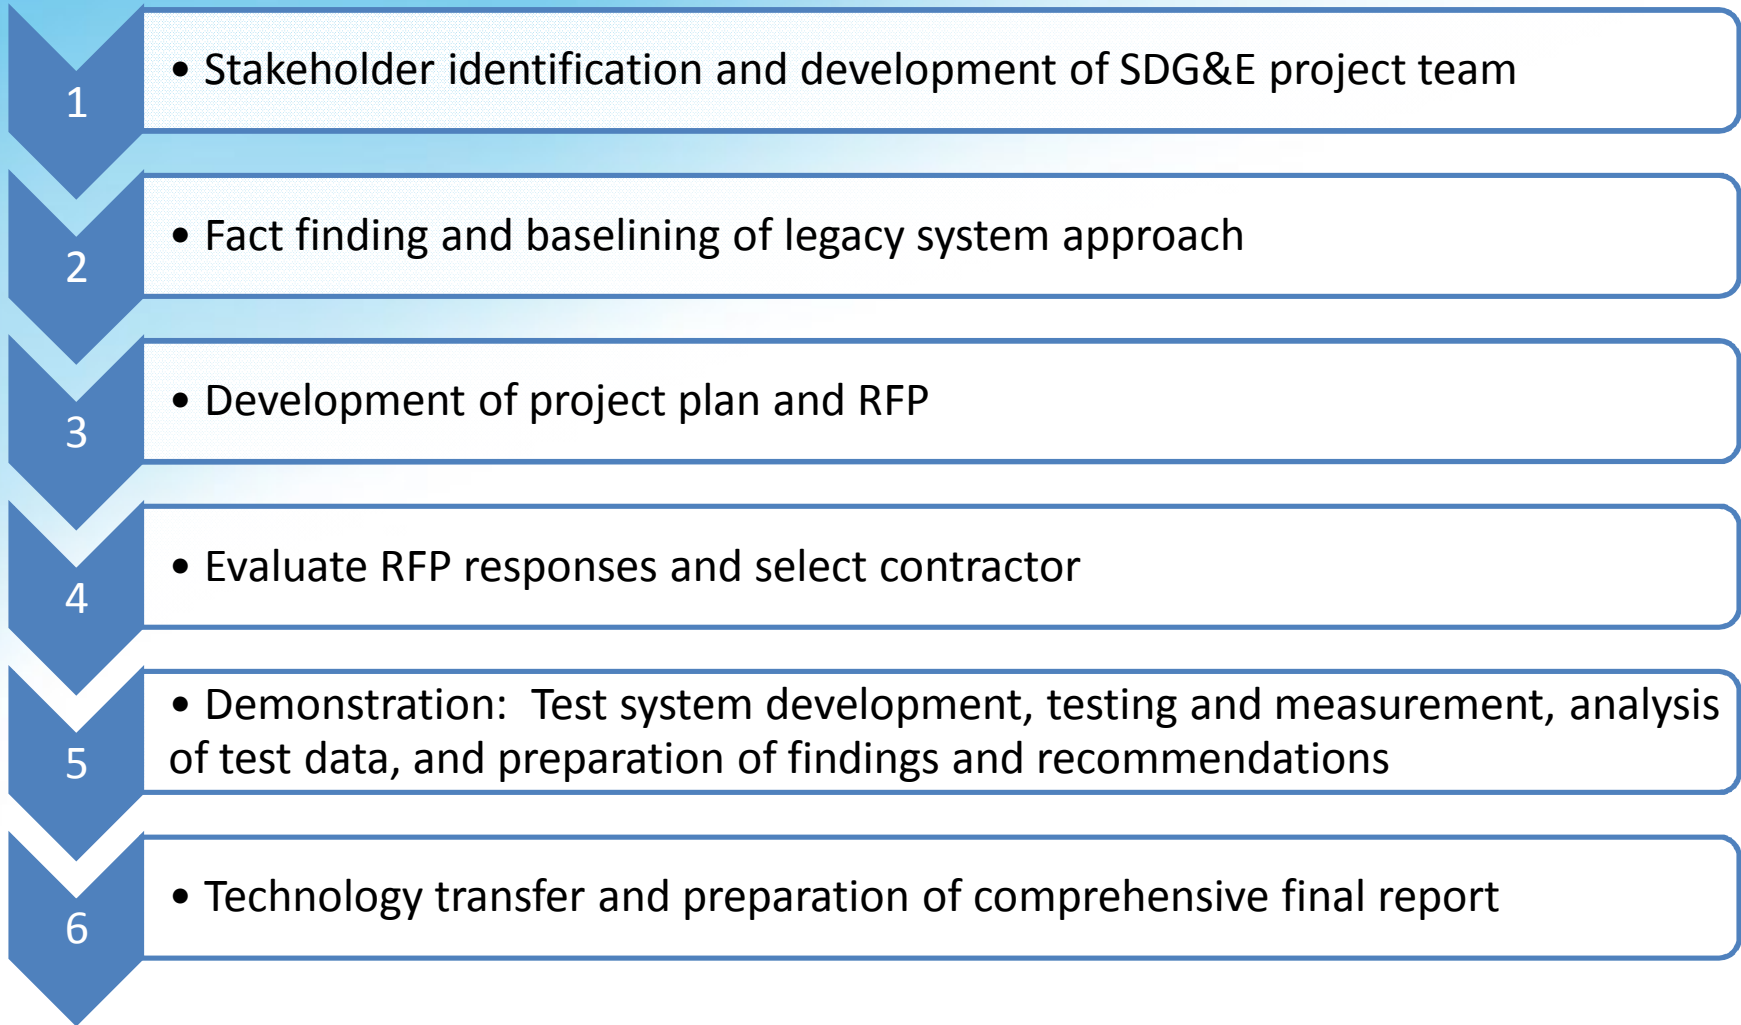 1
• Stakeholder identification and development of SDG&E project team
2
• Fact finding and baselining of legacy system approach
3
• Development of project plan and RFP
4
• Evaluate RFP responses and select contractor
5
• Demonstration:  Test system development, testing and measurement, analysis
of test data, and preparation of findings and recommendations
6
• Technology transfer and preparation of comprehensive final report